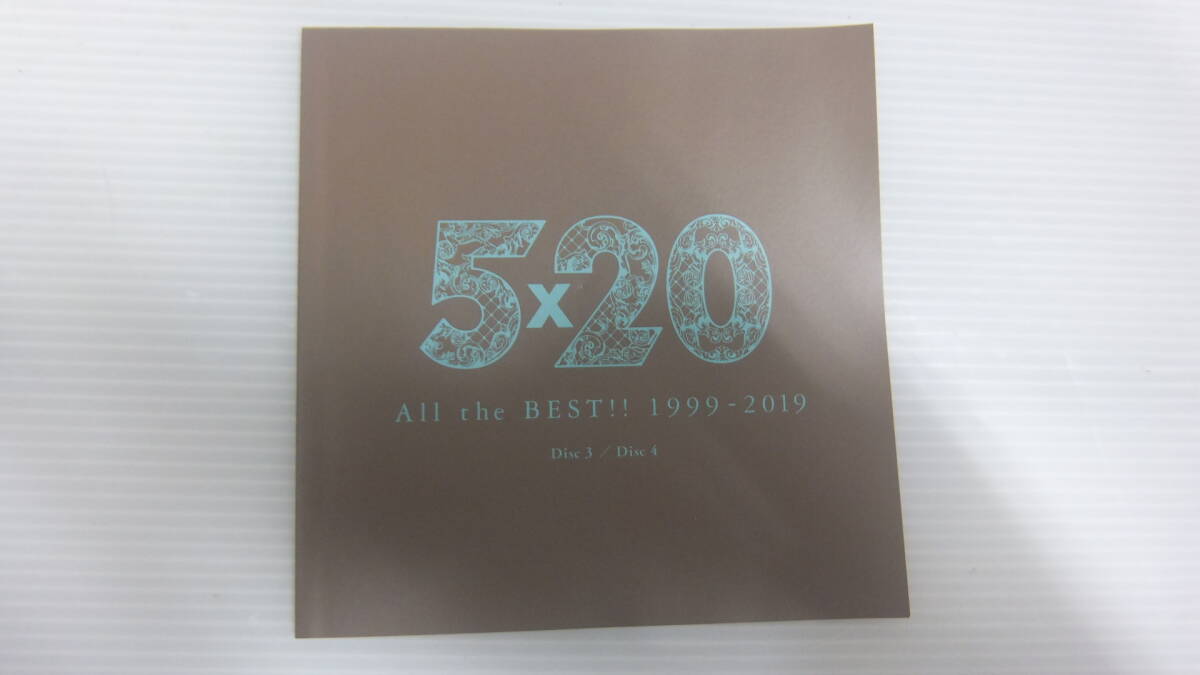 5x20
All the BEST!! 1999-2019
Disc 3 / Disc 4